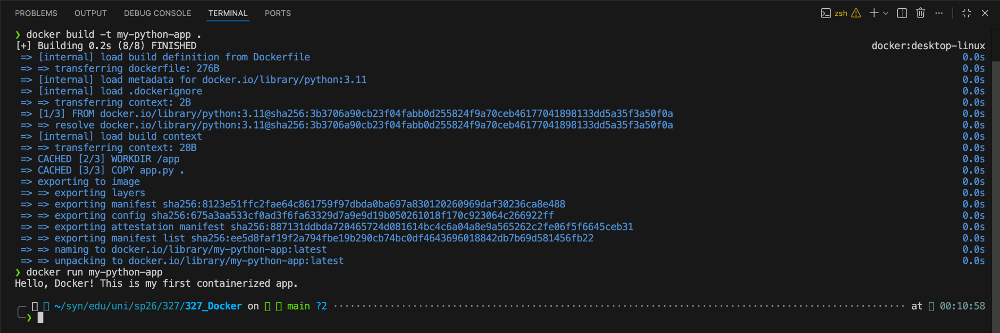 PROBLEMS OUTPUT DEBUG CONSOLE TERMINAL PORTS zsh
❯ docker build -t my-python-app .
[+] Building 0.2s (8/8) FINISHED docker:desktop-linux
=> [internal] load build definition from Dockerfile 0.0s
=> => transferring dockerfile: 276B 0.0s
=> [internal] load metadata for docker.io/library/python:3.11 0.0s
=> [internal] load .dockerignore 0.0s
=> => transferring context: 2B 0.0s
=> [1/3] FROM docker.io/library/python:3.11@sha256:3b3706a90cb23f04fabb0d255824f9a70ceb46177041898133dd5a35f3a50f0a 0.0s
=> => resolve docker.io/library/python:3.11@sha256:3b3706a90cb23f04fabb0d255824f9a70ceb46177041898133dd5a35f3a50f0a 0.0s
=> [internal] load build context 0.0s
=> => transferring context: 28B 0.0s
=> CACHED [2/3] WORKDIR /app 0.0s
=> CACHED [3/3] COPY app.py . 0.0s
=> exporting to image 0.0s
=> => exporting layers 0.0s
=> => exporting manifest sha256:8123e51ffc2fae64c861759f97dbda0ba697a830120260969daf30236ca8e488 0.0s
=> => exporting config sha256:675a3aa533cf0ad3f6fa63329d7a9e9d19b050261018f170c923064c266922ff 0.0s
=> => exporting attestation manifest sha256:887131ddbda720465724d081614bc4c6a04a8e9a565262c2fe06f5f6645ceb31 0.0s
=> => exporting manifest list sha256:ee5d8faf19f2a794fbe19b290cb74bc0df4643696018842db7b69d581456fb22 0.0s
=> => naming to docker.io/library/my-python-app:latest 0.0s
=> => unpacking to docker.io/library/my-python-app:latest 0.0s
❯ docker run my-python-app
Hello, Docker! This is my first containerized app.
~/syn/edu/uni/sp26/327/327_Docker on main ?2 at 00:10:58
❯